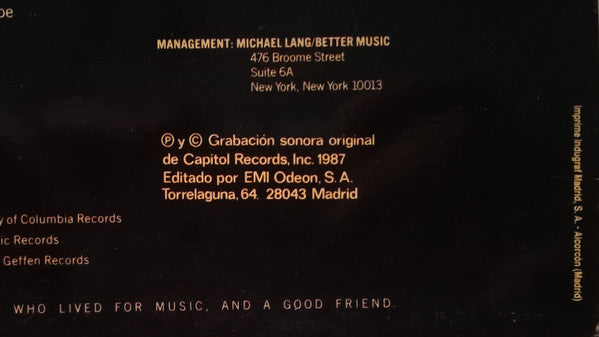 MANAGEMENT: MICHAEL LANG/BETTER MUSIC
476 Broome Street
Suite 6A
New York, New York 10013
Ⓟ y © Grabación sonora original
de Capitol Records, Inc. 1987
Editado por EMI Odeon, S. A.
Torrelaguna, 64. 28043 Madrid
y of Columbia Records
ic Records
Geffen Records
WHO LIVED FOR MUSIC, AND A GOOD FRIEND.
Imprime Indugraf Madrid, S. A. - Alcorcón (Madrid)